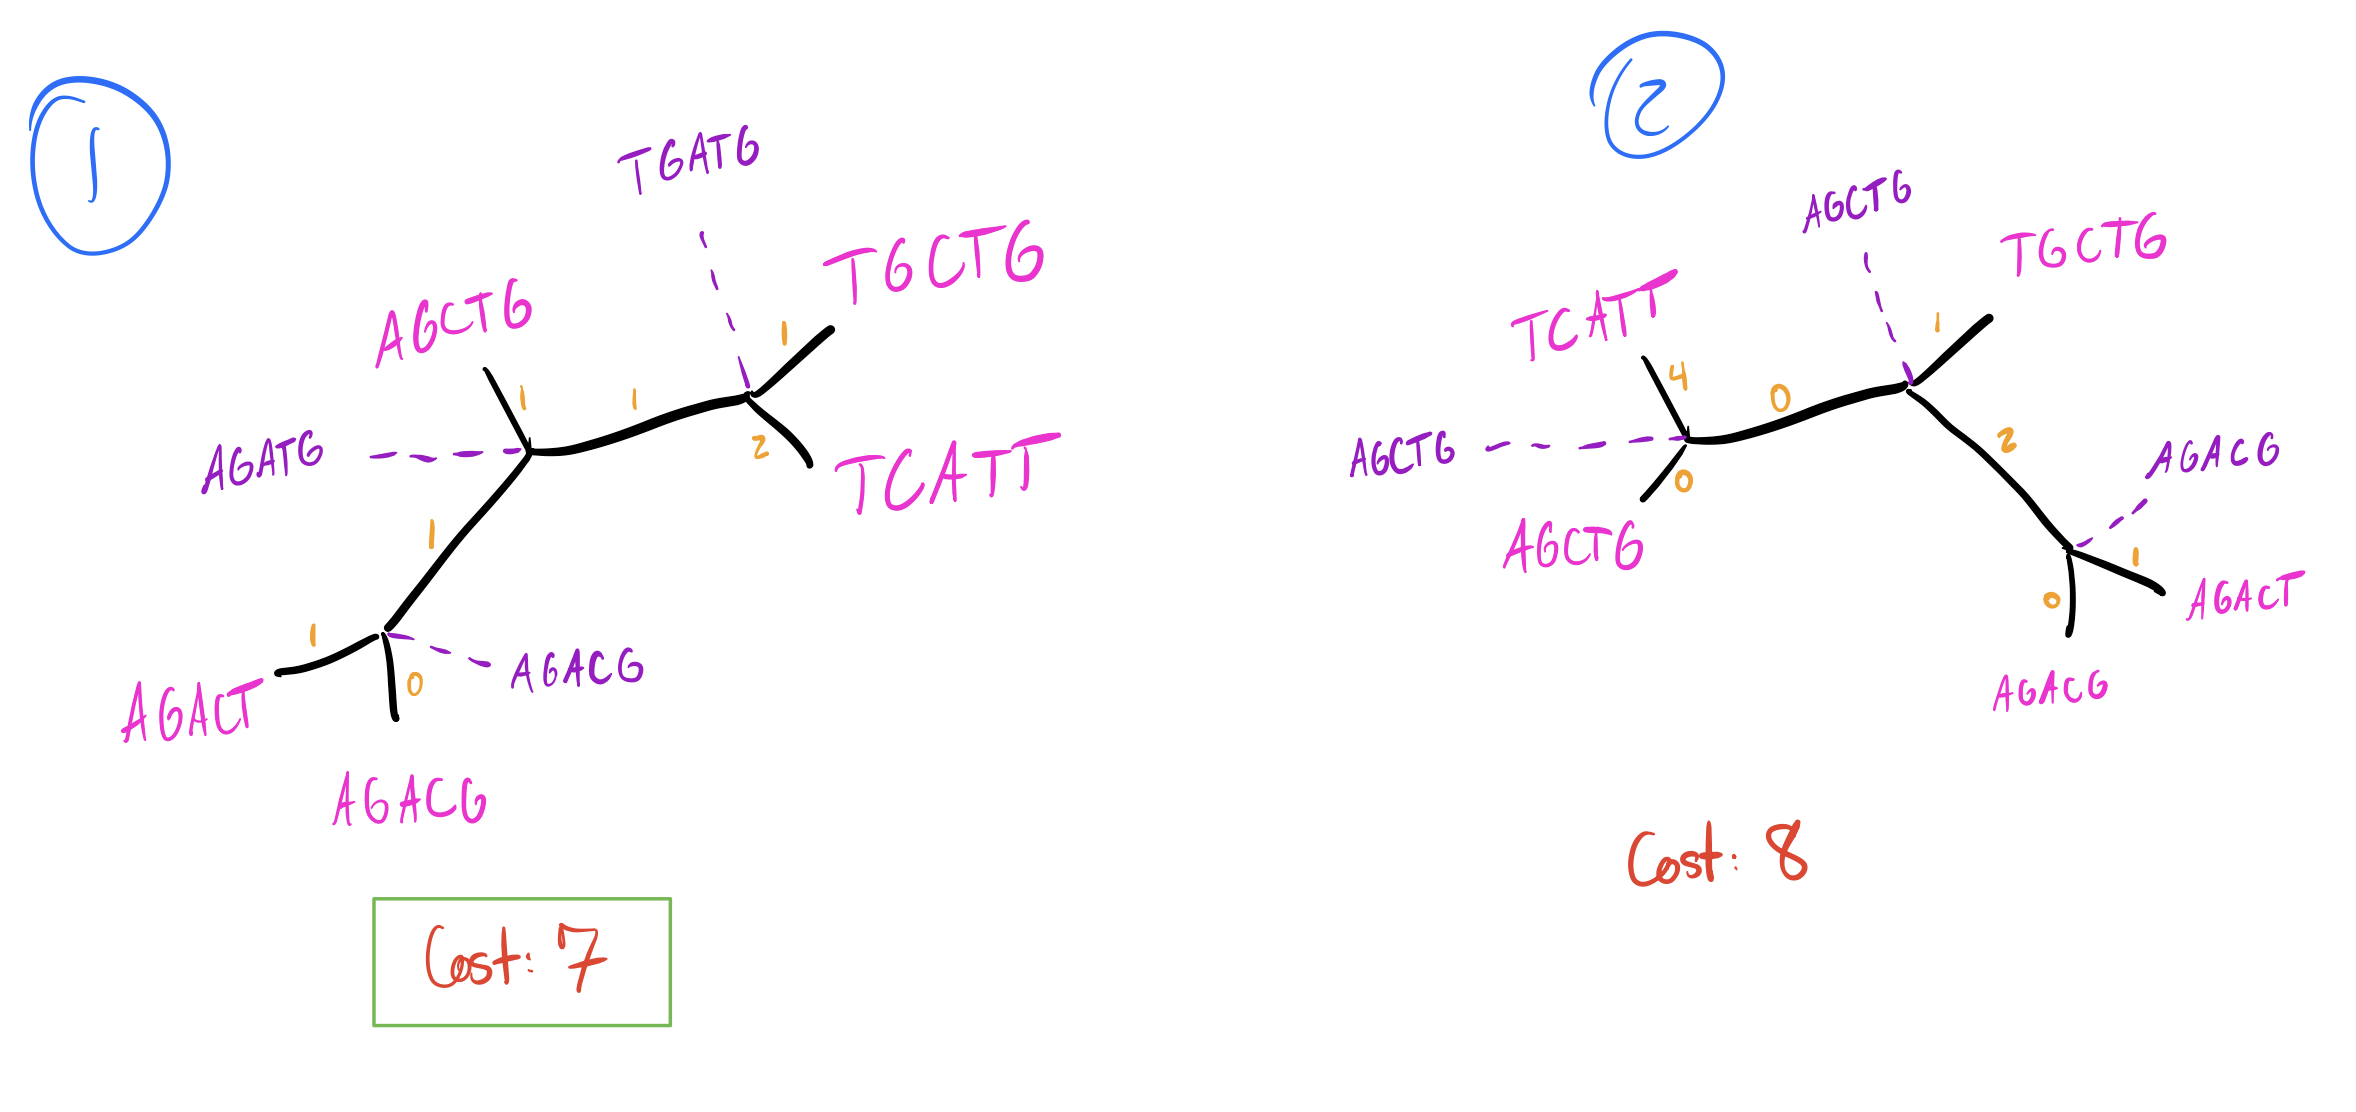 1
TGATG
TGCTG
AGCTG
1
1
1
AGATG
2
TCATT
1
1
0
AGACG
AGACT
AGACG
Cost: 7
2
AGCTG
TGCTG
TCATT
1
4
0
AGCTG
2
AGACG
0
AGCTG
1
0
AGACT
AGACG
Cost: 8